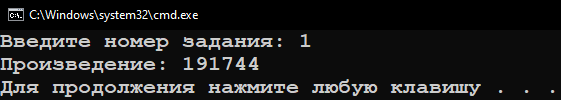 C:\Windows\system32\cmd.exe
Введите номер задания: 1
Произведение: 191744
Для продолжения нажмите любую клавишу . . .